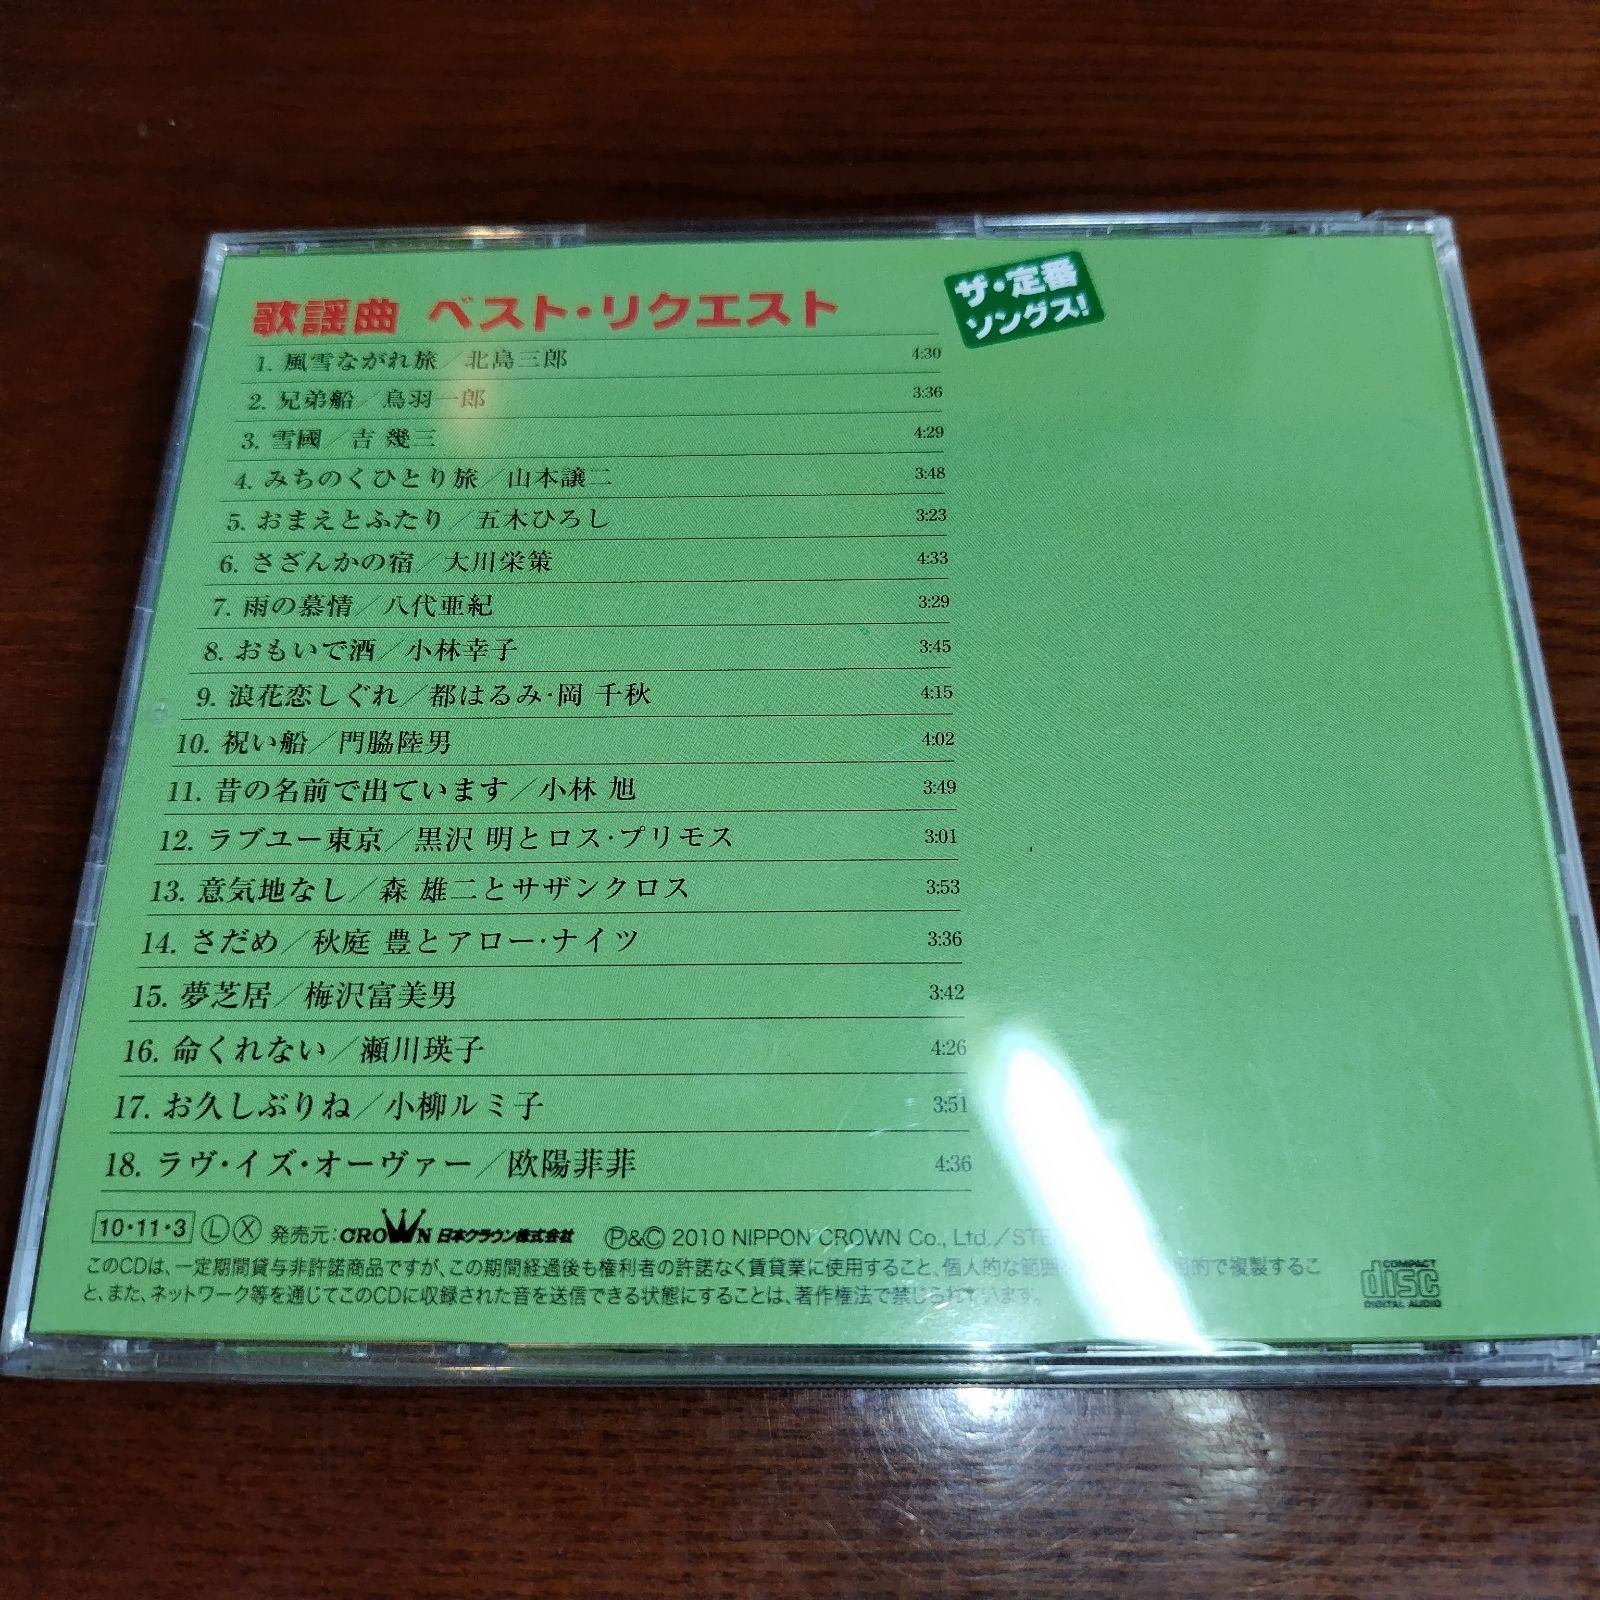 歌謡曲 ベスト・リクエスト
ザ・定番
ソングス!
1. 風雪ながれ旅／北島三郎 4:30
2. 兄弟船／鳥羽一郎 3:36
3. 雪國／吉 幾三 4:29
4. みちのくひとり旅／山本譲二 3:48
5. おまえとふたり／五木ひろし 3:23
6. さざんかの宿／大川栄策 4:33
7. 雨の慕情／八代亜紀 3:29
8. おもいで酒／小林幸子 3:45
9. 浪花恋しぐれ／都はるみ・岡 千秋 4:15
10. 祝い船／門脇陸男 4:02
11. 昔の名前で出ています／小林 旭 3:49
12. ラブユー東京／黒沢 明とロス・プリモス 3:01
13. 意気地なし／森 雄二とサザンクロス 3:53
14. さだめ／秋庭 豊とアロー・ナイツ 3:36
15. 夢芝居／梅沢富美男 3:42
16. 命くれない／瀬川瑛子 4:26
17. お久しぶりね／小柳ルミ子 3:51
18. ラヴ・イズ・オーヴァー／欧陽菲菲 4:36
10・11・3 Ⓛ Ⓧ 発売元: CROWN 日本クラウン株式会社 Ⓟ&Ⓒ 2010 NIPPON CROWN Co., Ltd.／
このCDは、一定期間貸与非許諾商品ですが、この期間経過後も権利者の許諾なく賃貸業に使用すること、個人的な範囲 で複製するこ
と、また、ネットワーク等を通じてこのCDに収録された音を送信できる状態にすることは、著作権法で禁じられています。
COMPACT
disc
DIGITAL AUDIO